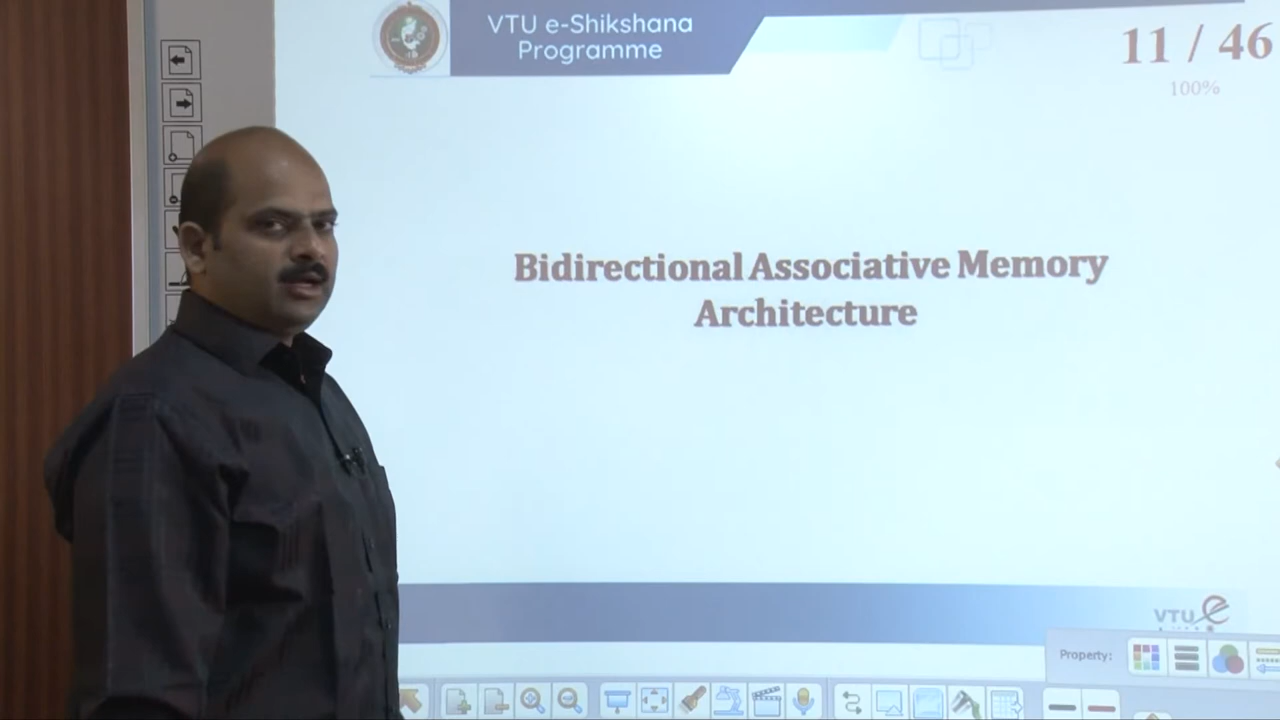 VTU e-Shikshana
Programme
11 / 46
100%
Bidirectional Associative Memory
Architecture
VTU e
Property: